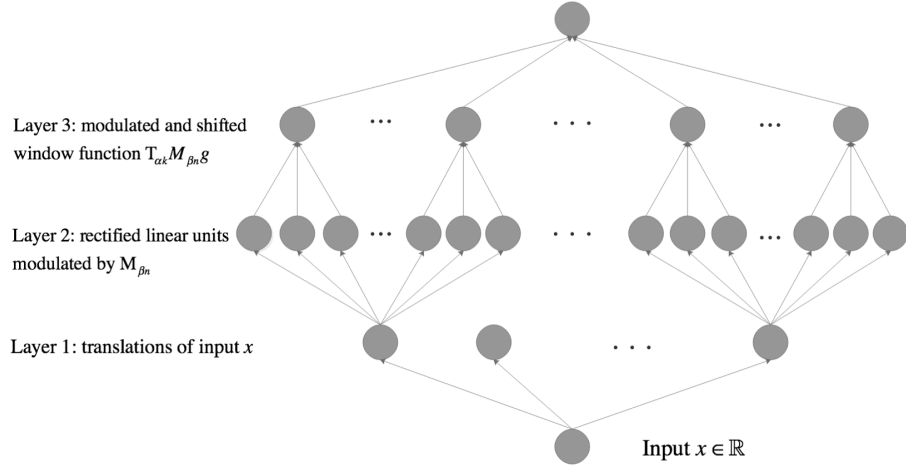 Layer 3: modulated and shifted
window function T_{αk} M_{βn} g
Layer 2: rectified linear units
modulated by M_{βn}
Layer 1: translations of input x
Input x ∈ ℝ